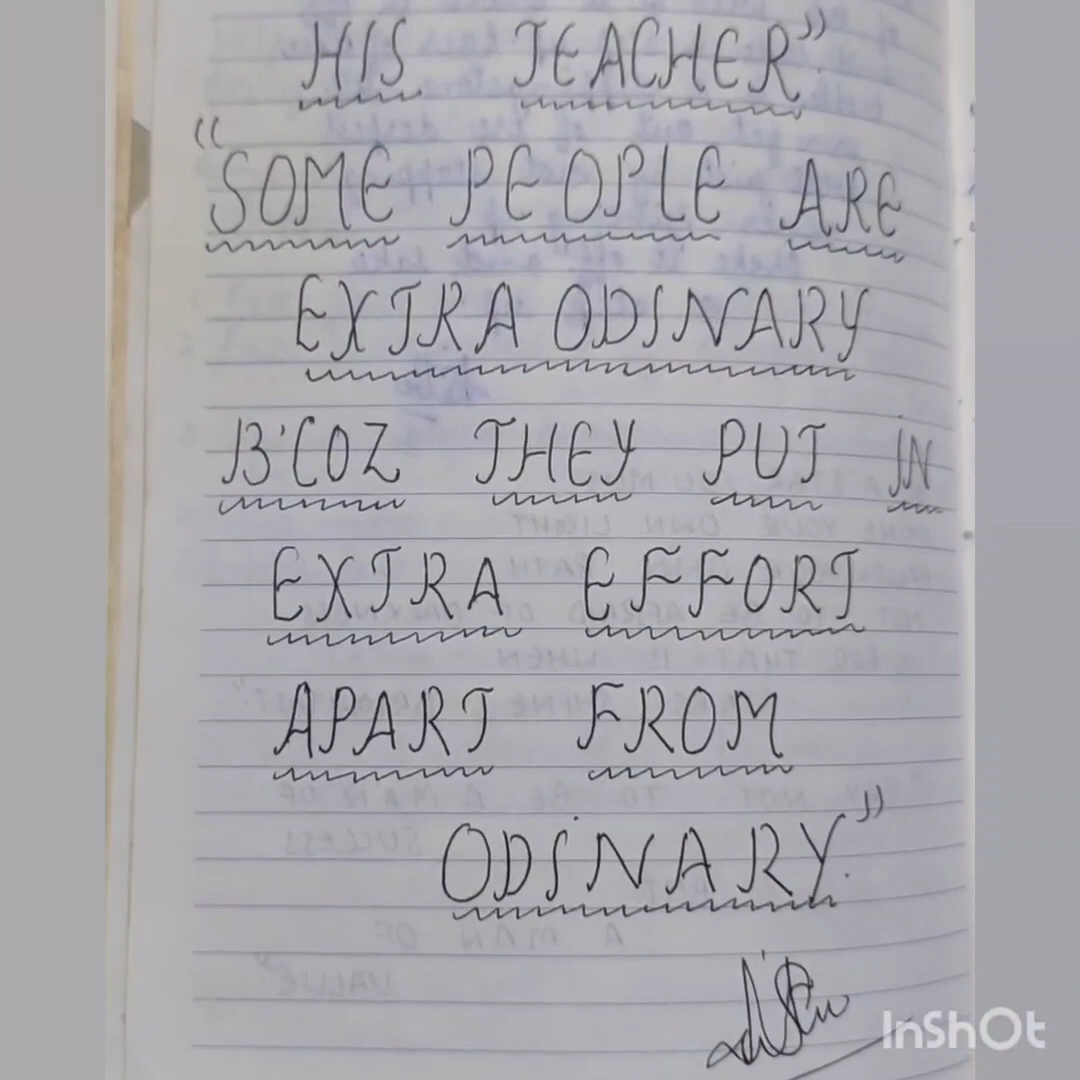 HIS TEACHER”
“SOME PEOPLE ARE
EXTRA ODINARY
B'COZ THEY PUT IN
EXTRA EFFORT
APART FROM
ODINARY.”
InShOt